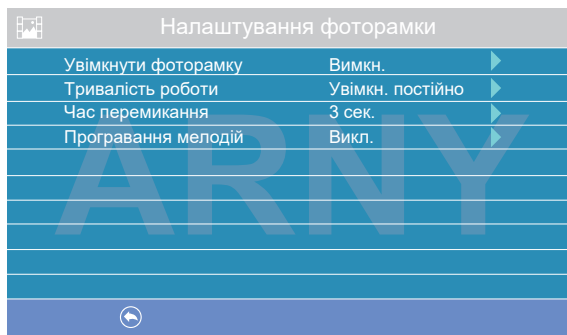 Налаштування фоторамки
Увімкнути фоторамку Вимкн.
Тривалість роботи Увімкн. постійно
Час перемикання 3 сек.
Програвання мелодій Викл.
ARNY